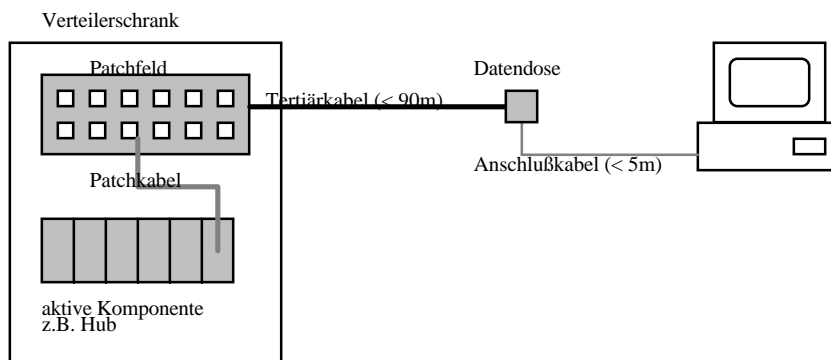 Verteilerschrank
Patchfeld
Datendose
Tertiärkabel (< 90m)
Patchkabel
Anschlußkabel (< 5m)
aktive Komponente
z.B. Hub